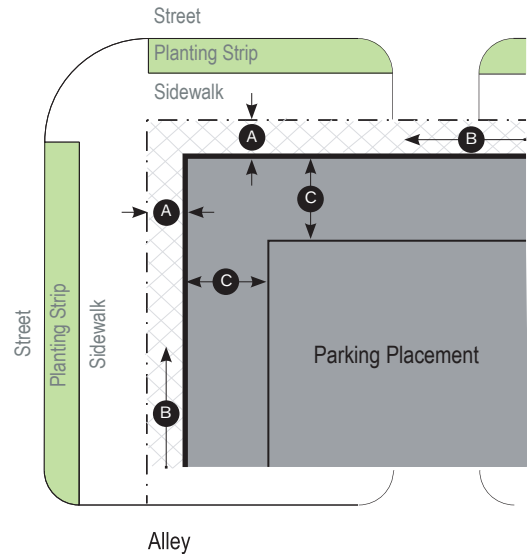 Street
Planting Strip
Sidewalk
A
B
A
C
C
Street
Planting Strip
Sidewalk
Parking Placement
B
Alley